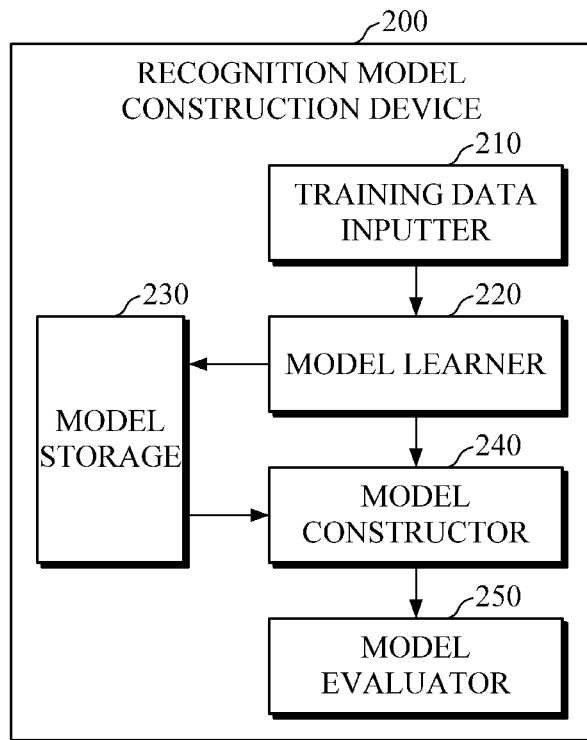 200
RECOGNITION MODEL
CONSTRUCTION DEVICE
210
TRAINING DATA
INPUTTER
230
220
MODEL LEARNER
MODEL
STORAGE
240
MODEL
CONSTRUCTOR
250
MODEL
EVALUATOR